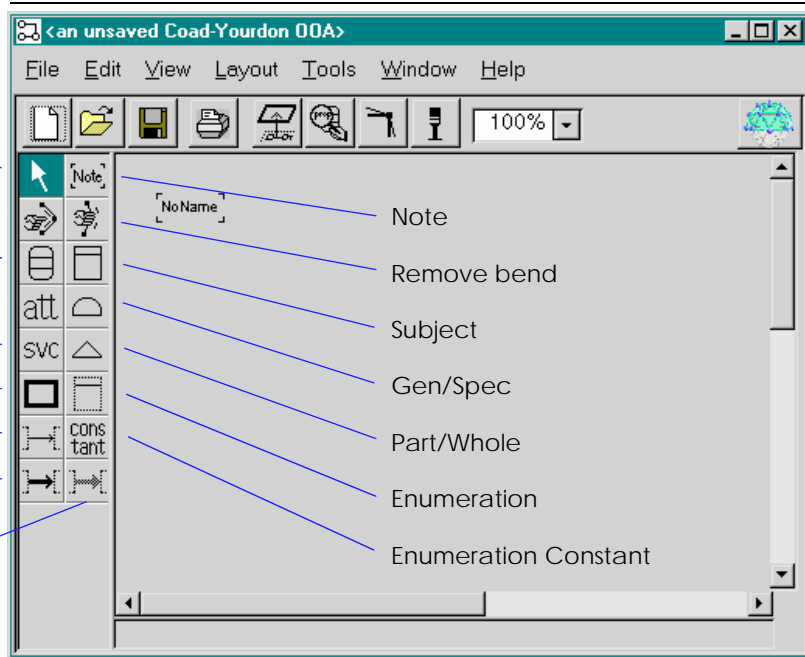 <an unsaved Coad-Yourdon OOA>
File Edit View Layout Tools Window Help
100%
[Note]
NoName
Note
Remove bend
Subject
att
Gen/Spec
svc
Part/Whole
cons
tant
Enumeration
Enumeration Constant